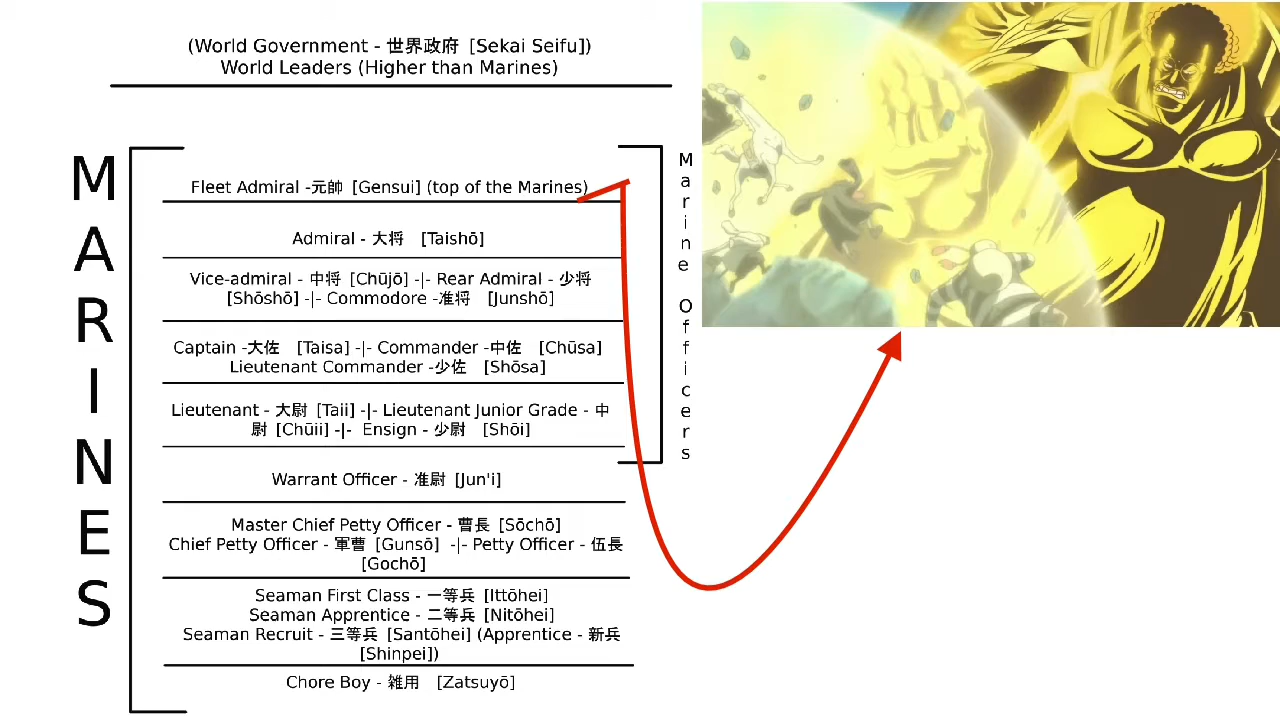 (World Government - 世界政府 [Sekai Seifu])
World Leaders (Higher than Marines)
MARINES
Fleet Admiral -元帥 [Gensui] (top of the Marines)
Admiral - 大将 [Taishō]
Vice-admiral - 中将 [Chūjō] -|- Rear Admiral - 少将
[Shōshō] -|- Commodore -准将 [Junshō]
Captain -大佐 [Taisa] -|- Commander -中佐 [Chūsa]
Lieutenant Commander -少佐 [Shōsa]
Lieutenant - 大尉 [Taii] -|- Lieutenant Junior Grade - 中
尉 [Chūii] -|- Ensign - 少尉 [Shōi]
Warrant Officer - 准尉 [Jun'i]
Master Chief Petty Officer - 曹長 [Sōchō]
Chief Petty Officer - 軍曹 [Gunsō] -|- Petty Officer - 伍長
[Gochō]
Seaman First Class - 一等兵 [Ittōhei]
Seaman Apprentice - 二等兵 [Nitōhei]
Seaman Recruit - 三等兵 [Santōhei] (Apprentice - 新兵
[Shinpei])
Chore Boy - 雑用 [Zatsuyō]
Marine Officers